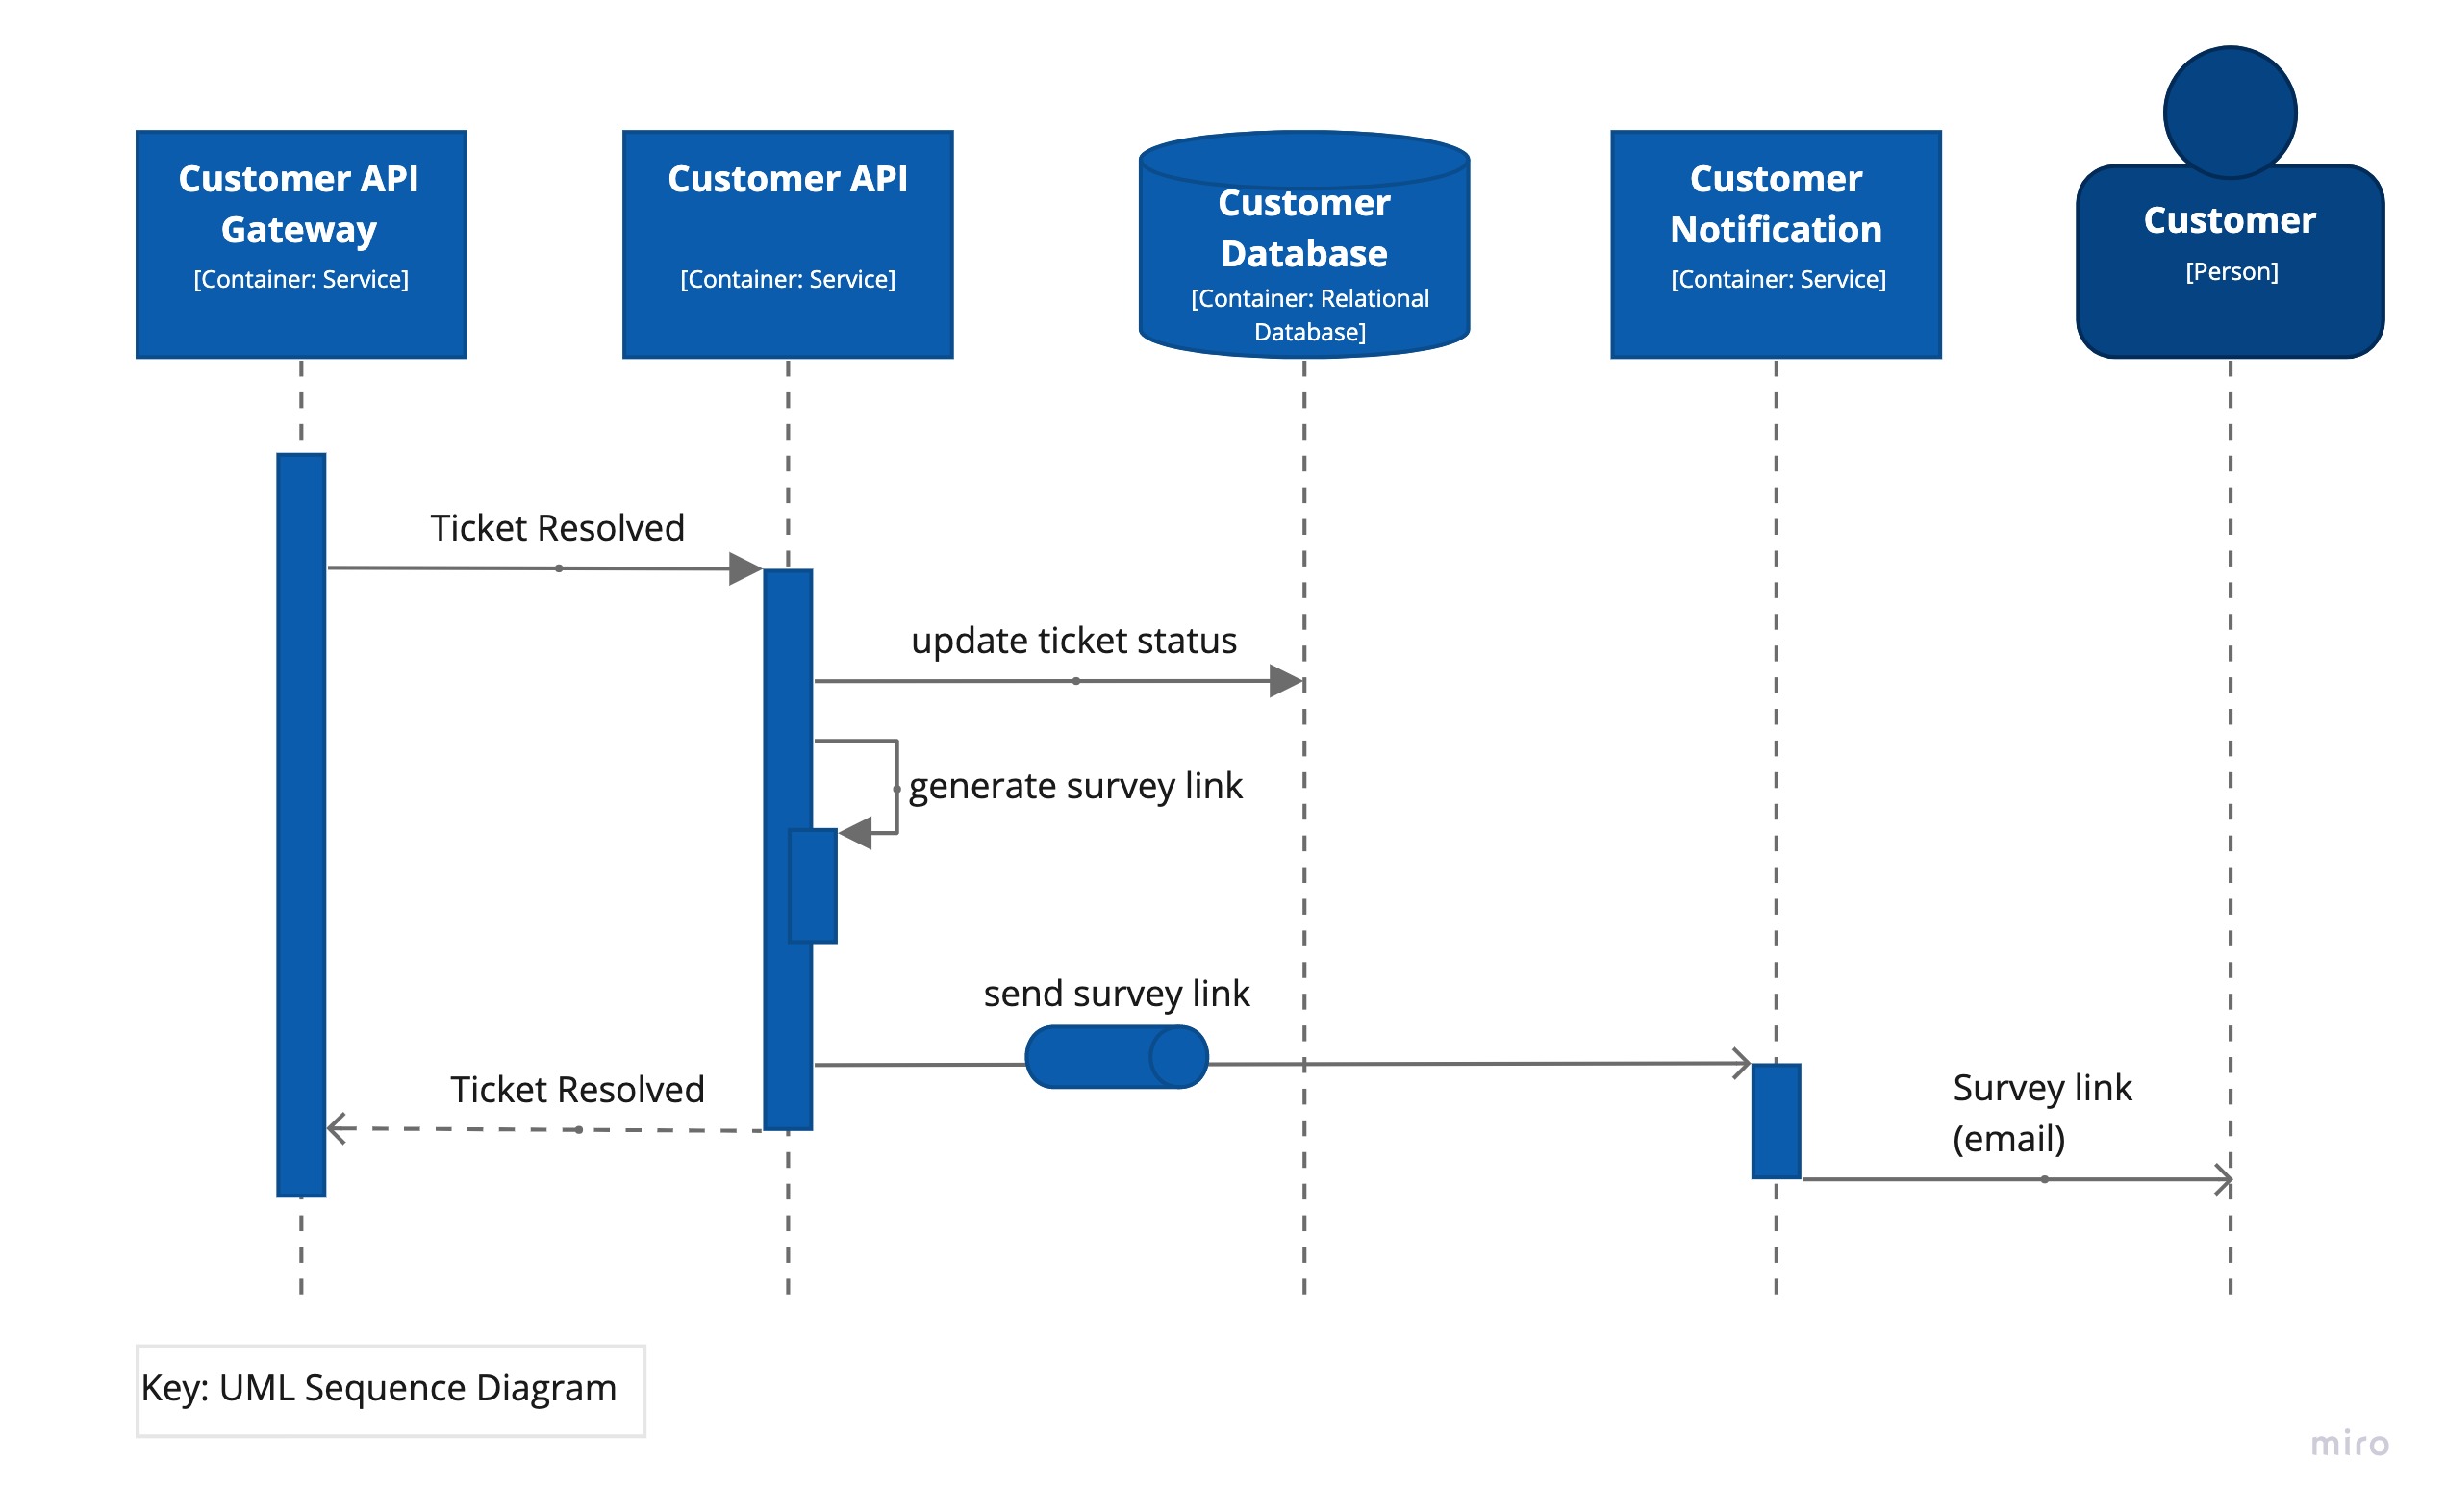 Customer API
Gateway
[Container: Service]
Customer API
[Container: Service]
Customer
Database
[Container: Relational
Database]
Customer
Notification
[Container: Service]
Customer
[Person]
Ticket Resolved
update ticket status
generate survey link
send survey link
Ticket Resolved
Survey link
(email)
Key: UML Sequence Diagram
miro